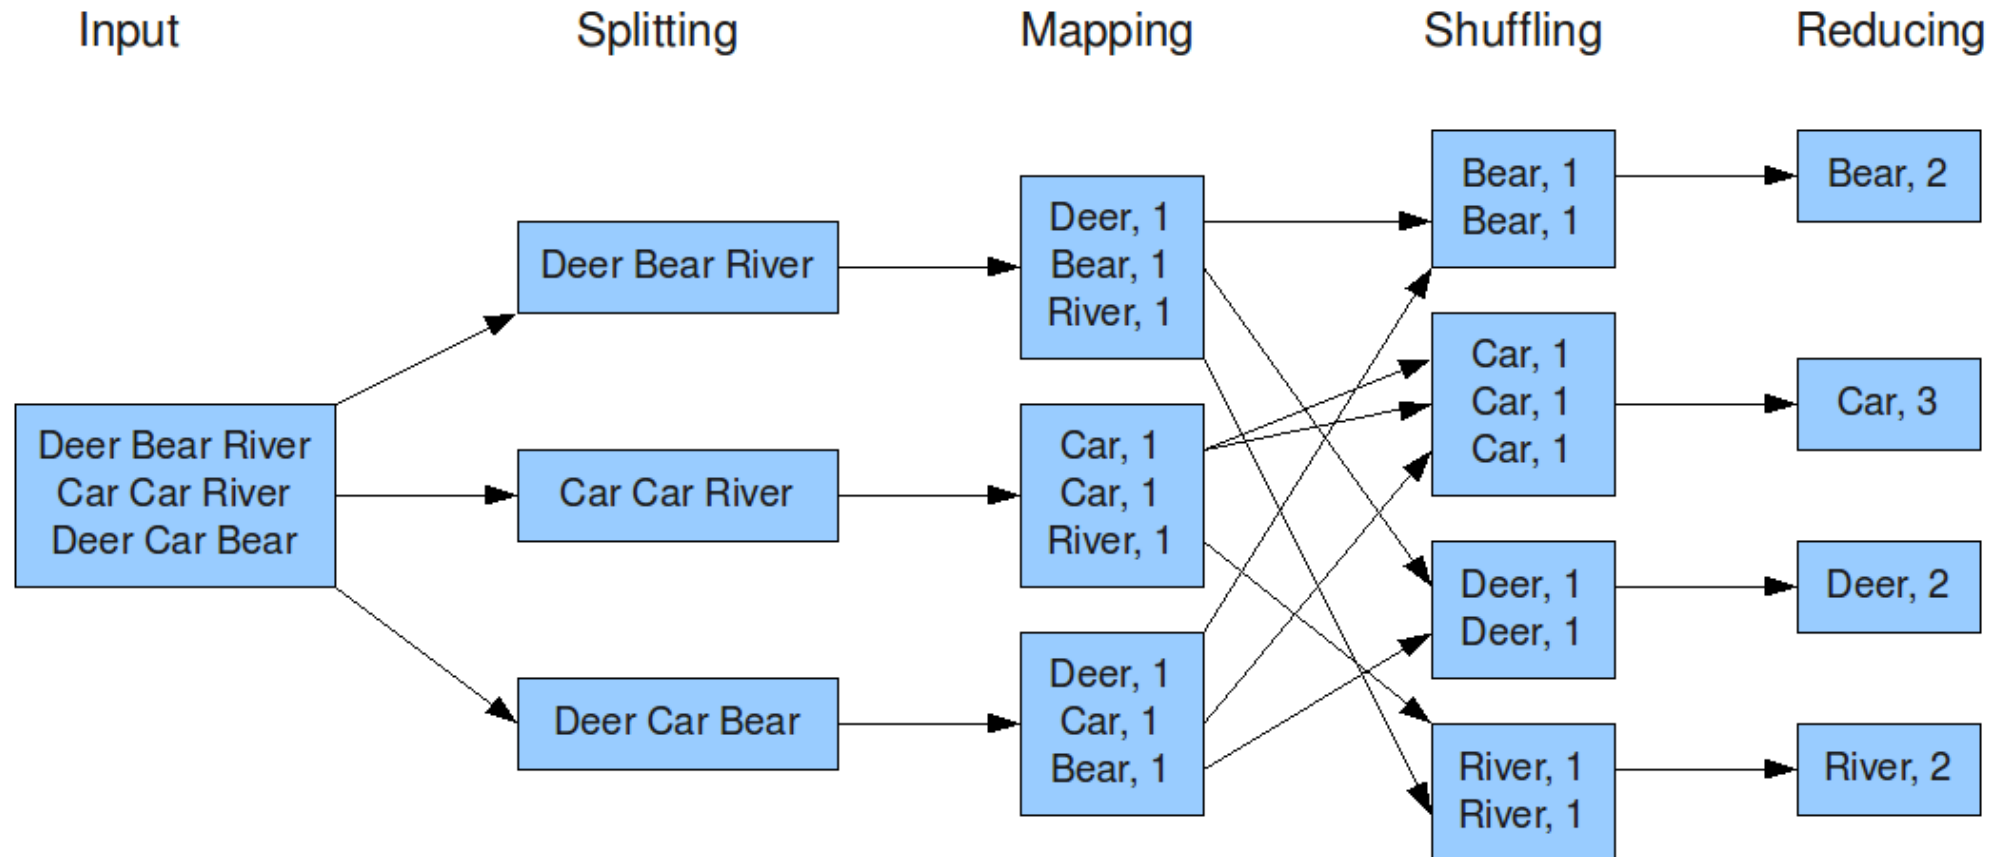 Input
Splitting
Mapping
Shuffling
Reducing
Deer Bear River
Car Car River
Deer Car Bear
Deer Bear River
Car Car River
Deer Car Bear
Deer, 1
Bear, 1
River, 1
Car, 1
Car, 1
River, 1
Deer, 1
Car, 1
Bear, 1
Bear, 1
Bear, 1
Car, 1
Car, 1
Car, 1
Deer, 1
Deer, 1
River, 1
River, 1
Bear, 2
Car, 3
Deer, 2
River, 2